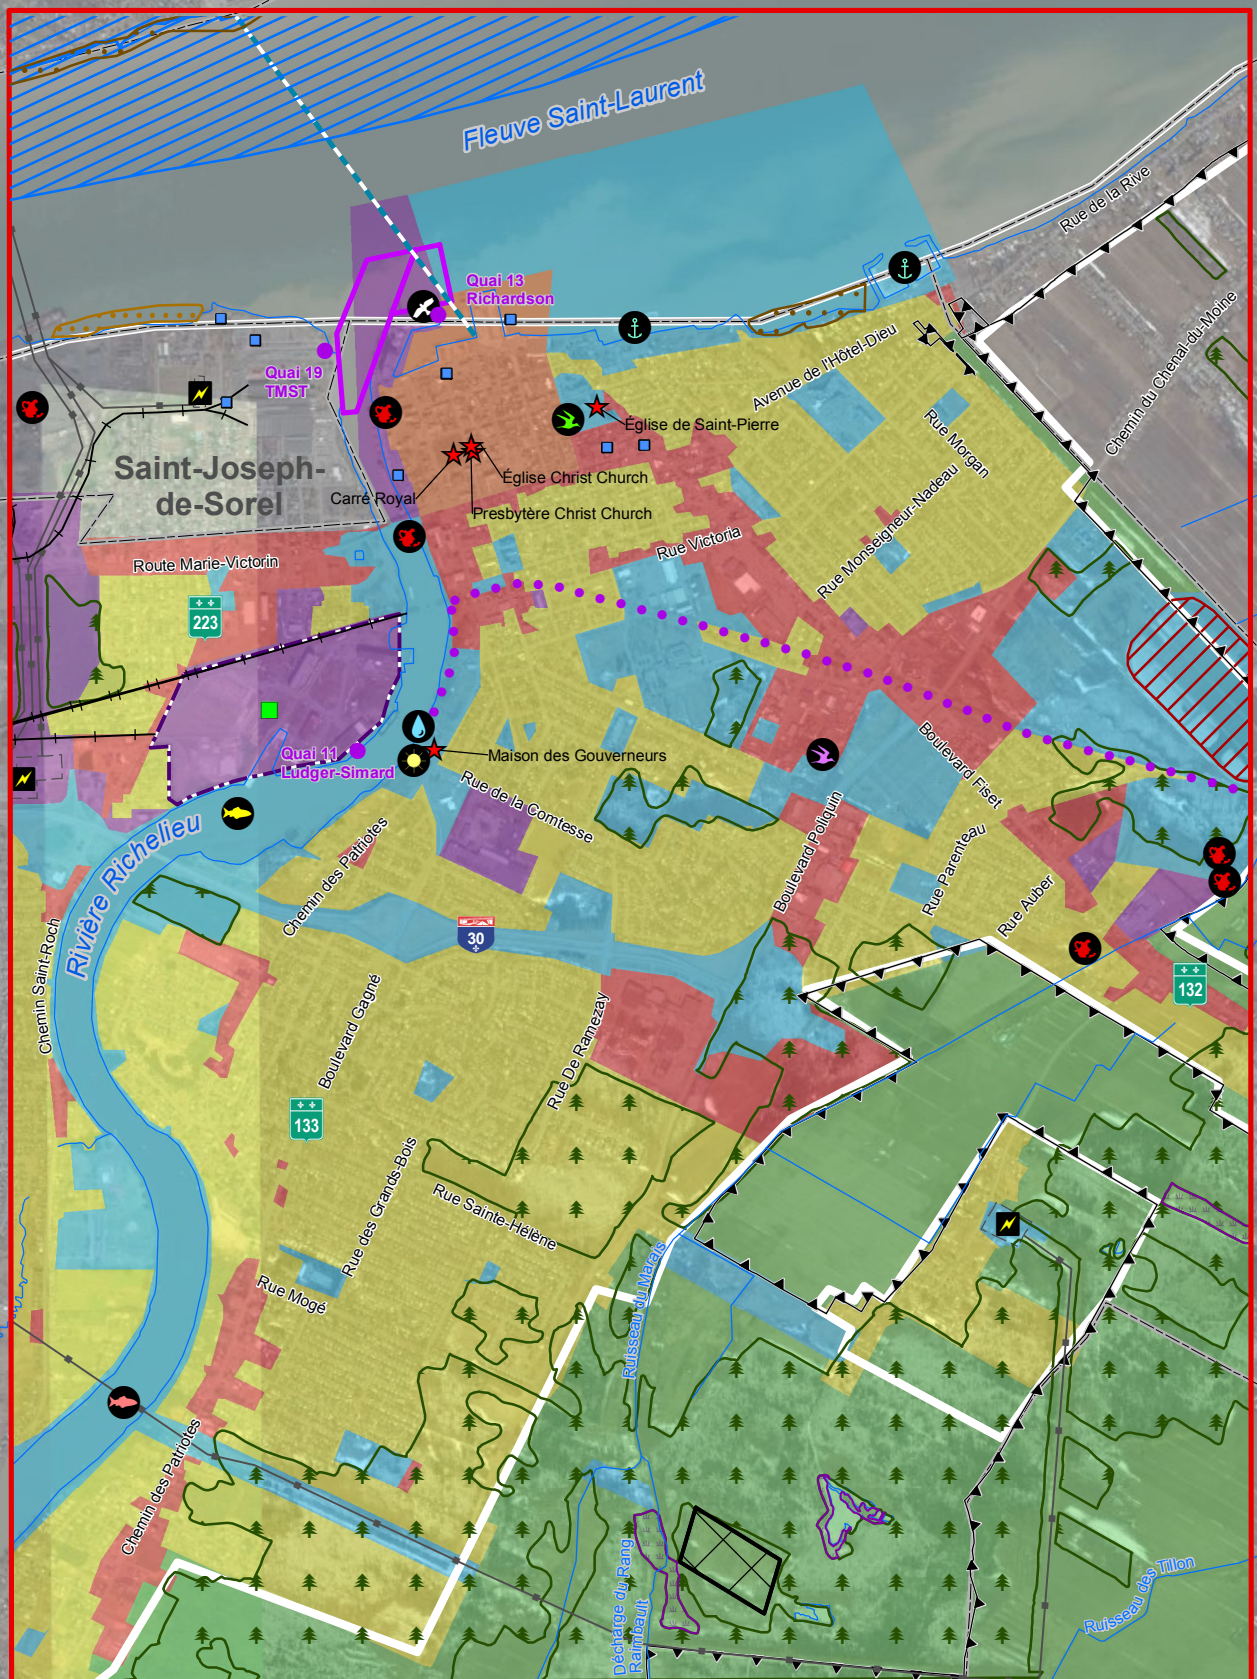 Fleuve Saint-Laurent
Rue de la Rive
Quai 13
Richardson
Chemin du Chenal-du-Moine
Avenue de l'Hôtel-Dieu
Quai 19
TMST
Église de Saint-Pierre
Rue Morgan
Saint-Joseph-
de-Sorel
Église Christ Church
Carré Royal
Presbytère Christ Church
Rue Monseigneur-Nadeau
Rue Victoria
Route Marie-Victorin
223
Quai 11
Ludger-Simard
Maison des Gouverneurs
Boulevard Fiset
Rue de la Comtesse
Rivière Richelieu
Chemin des Patriotes
Boulevard Poliquin
Rue Parenteau
Rue Auber
30
Chemin Saint-Roch
132
Boulevard Gagné
Rue De Ramezay
133
Rue des Grands-Bois
Rue Sainte-Hélène
Rue Mogé
Ruisseau du Marais
Chemin des Patriotes
Décharge du Rang
Raimbault
Ruisseau des Tillon